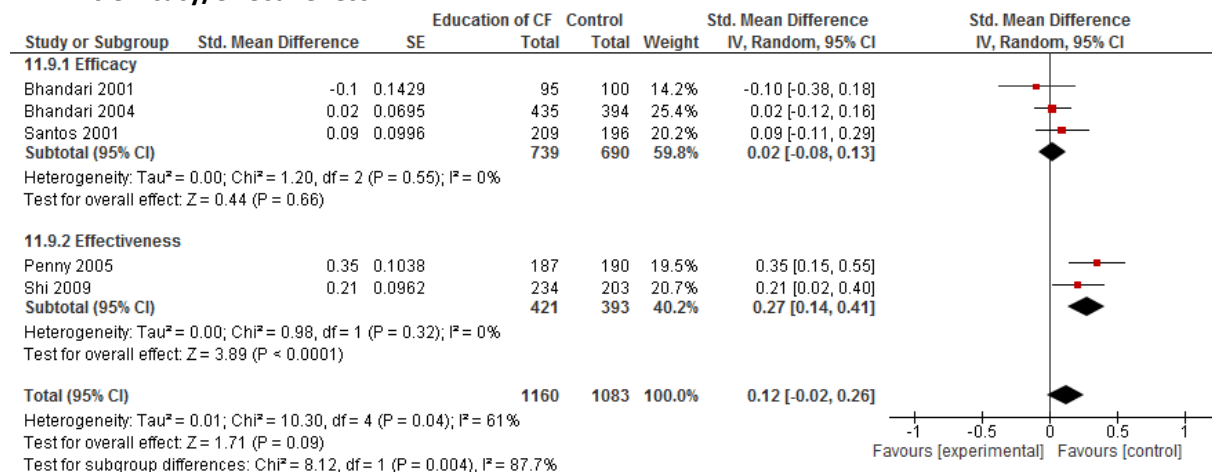 Education of CF Control Std. Mean Difference Std. Mean Difference
Study or Subgroup Std. Mean Difference SE Total Total Weight IV, Random, 95% CI IV, Random, 95% CI
11.9.1 Efficacy
Bhandari 2001 -0.1 0.1429 95 100 14.2% -0.10 [-0.38, 0.18]
Bhandari 2004 0.02 0.0695 435 394 25.4% 0.02 [-0.12, 0.16]
Santos 2001 0.09 0.0996 209 196 20.2% 0.09 [-0.11, 0.29]
Subtotal (95% CI) 739 690 59.8% 0.02 [-0.08, 0.13]
Heterogeneity: Tau² = 0.00; Chi² = 1.20, df = 2 (P = 0.55); I² = 0%
Test for overall effect: Z = 0.44 (P = 0.66)
11.9.2 Effectiveness
Penny 2005 0.35 0.1038 187 190 19.5% 0.35 [0.15, 0.55]
Shi 2009 0.21 0.0962 234 203 20.7% 0.21 [0.02, 0.40]
Subtotal (95% CI) 421 393 40.2% 0.27 [0.14, 0.41]
Heterogeneity: Tau² = 0.00; Chi² = 0.98, df = 1 (P = 0.32); I² = 0%
Test for overall effect: Z = 3.89 (P < 0.0001)
Total (95% CI) 1160 1083 100.0% 0.12 [-0.02, 0.26]
Heterogeneity: Tau² = 0.01; Chi² = 10.30, df = 4 (P = 0.04); I² = 61%
Test for overall effect: Z = 1.71 (P = 0.09)
Test for subgroup differences: Chi² = 8.12, df = 1 (P = 0.004), I² = 87.7%
-1 -0.5 0 0.5 1
Favours [experimental] Favours [control]